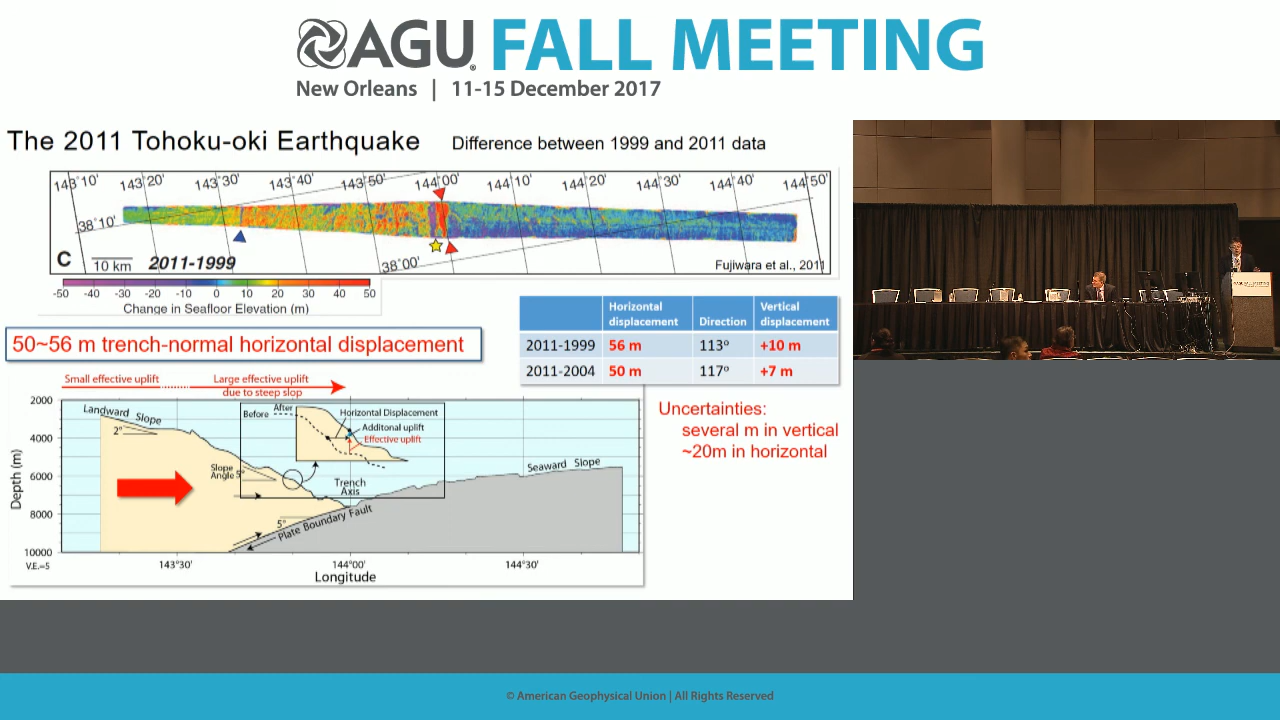 AGU FALL MEETING
New Orleans | 11-15 December 2017
The 2011 Tohoku-oki Earthquake
Difference between 1999 and 2011 data
143°10' 143°20' 143°30' 143°40' 143°50' 144°00' 144°10' 144°20' 144°30' 144°40' 144°50'
38°10'
38°00'
C 10 km 2011-1999
Fujiwara et al., 2011
-50 -40 -30 -20 -10 0 10 20 30 40 50
Change in Seafloor Elevation (m)
50~56 m trench-normal horizontal displacement
Horizontal displacement Direction Vertical displacement
2011-1999 56 m 113º +10 m
2011-2004 50 m 117º +7 m
Uncertainties:
several m in vertical
~20m in horizontal
Small effective uplift
Large effective uplift
due to steep slop
2000
4000
6000
8000
10000
Depth (m)
V.E.=5
Landward Slope
2°
Before
After
Horizontal Displacement
Additonal uplift
Effective uplift
Slope
Angle 5°
Trench
Axis
Seaward Slope
5°
Plate Boundary Fault
143°30' 144°00' 144°30'
Longitude
AGU FALL MEETING
© American Geophysical Union | All Rights Reserved